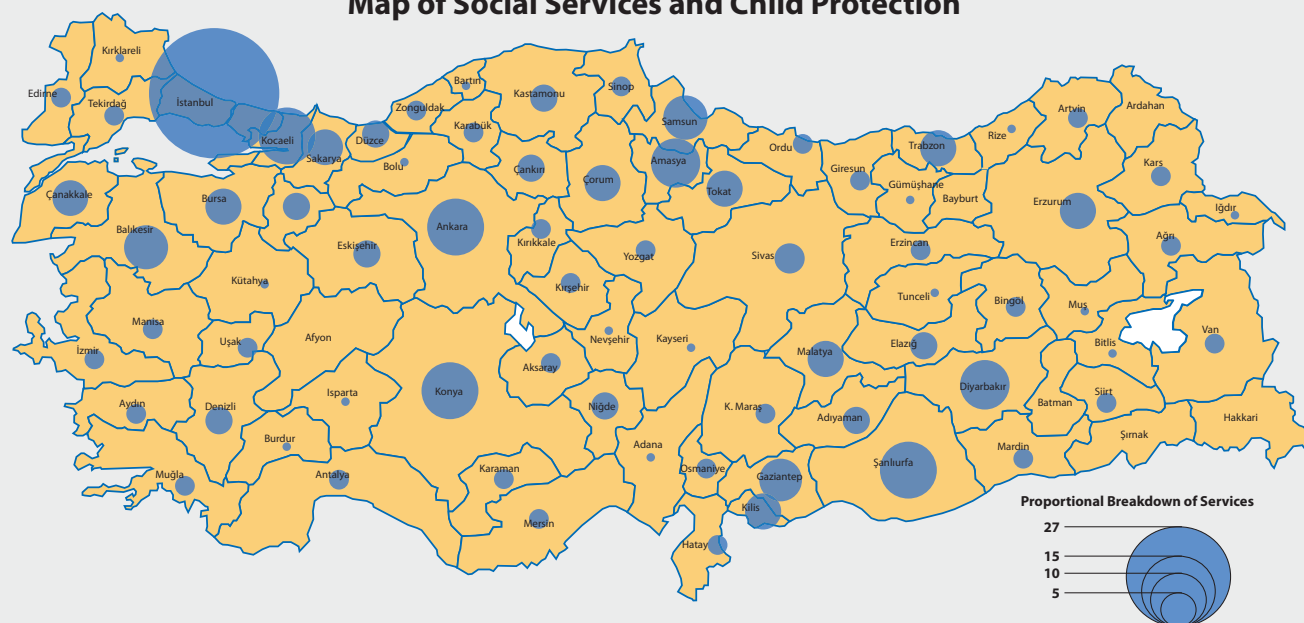 Map of Social Services and Child Protection
Kırklareli
Edirne
Tekirdağ
İstanbul
Kocaeli
Sakarya
Düzce
Zonguldak
Bartın
Karabük
Bolu
Kastamonu
Sinop
Samsun
Çankırı
Çorum
Amasya
Tokat
Ordu
Giresun
Trabzon
Gümüşhane
Bayburt
Rize
Artvin
Ardahan
Kars
Iğdır
Ağrı
Erzurum
Erzincan
Çanakkale
Balıkesir
Bursa
Eskişehir
Ankara
Kırıkkale
Yozgat
Sivas
Kütahya
Kırşehir
Tunceli
Bingöl
Muş
Bitlis
Van
Manisa
İzmir
Uşak
Afyon
Nevşehir
Kayseri
Malatya
Elazığ
Aksaray
Konya
Niğde
Isparta
Aydın
Denizli
Burdur
K. Maraş
Adıyaman
Diyarbakır
Batman
Siirt
Şırnak
Hakkari
Mardin
Muğla
Antalya
Karaman
Mersin
Adana
Osmaniye
Gaziantep
Kilis
Hatay
Şanlıurfa
Proportional Breakdown of Services
27
15
10
5